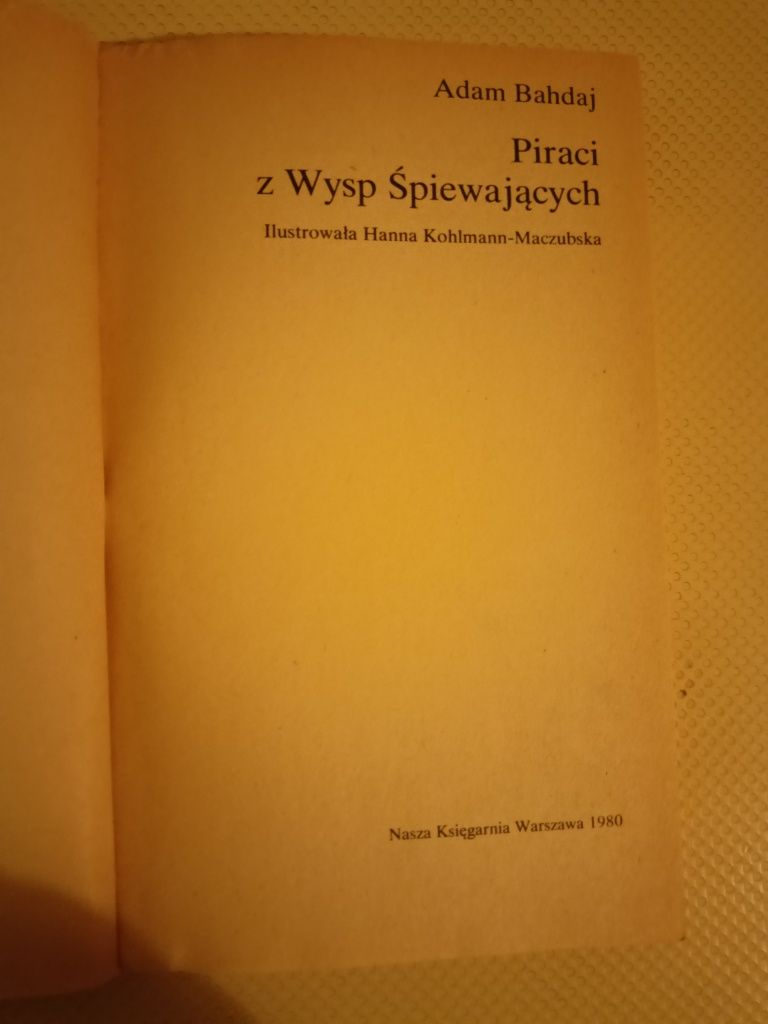 Adam Bahdaj
Piraci
z Wysp Śpiewających
Ilustrowała Hanna Kohlmann-Maczubska
Nasza Księgarnia Warszawa 1980